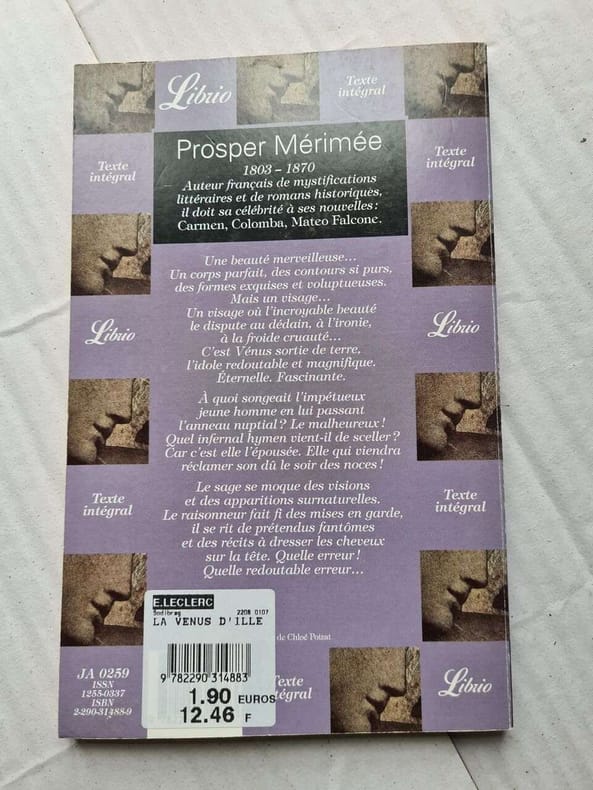 Librio
Texte
intégral
Prosper Mérimée
1803 – 1870
Auteur français de mystifications
littéraires et de romans historiques,
il doit sa célébrité à ses nouvelles :
Carmen, Colomba, Mateo Falcone.
Texte
intégral
Texte
intégral
Une beauté merveilleuse...
Un corps parfait, des contours si purs,
des formes exquises et voluptueuses.
Mais un visage...
Un visage où l'incroyable beauté
le dispute au dédain, à l'ironie,
à la froide cruauté...
C'est Vénus sortie de terre,
l'idole redoutable et magnifique.
Éternelle. Fascinante.
Librio
Librio
À quoi songeait l'impétueux
jeune homme en lui passant
l'anneau nuptial ? Le malheureux !
Quel infernal hymen vient-il de sceller ?
Car c'est elle l'épousée. Elle qui viendra
réclamer son dû le soir des noces !
Texte
intégral
Texte
intégral
Le sage se moque des visions
et des apparitions surnaturelles.
Le raisonneur fait fi des mises en garde,
il se rit de prétendus fantômes
et des récits à dresser les cheveux
sur la tête. Quelle erreur !
Quelle redoutable erreur...
E.LECLERC
2208 0107
LA VENUS D'ILLE
9 782290 314883
1.90 EUROS
12.46 F
de Chloé Poizat
JA 0259
ISSN
1255-0337
ISBN
2-290-31488-9
Texte
intégral
Librio